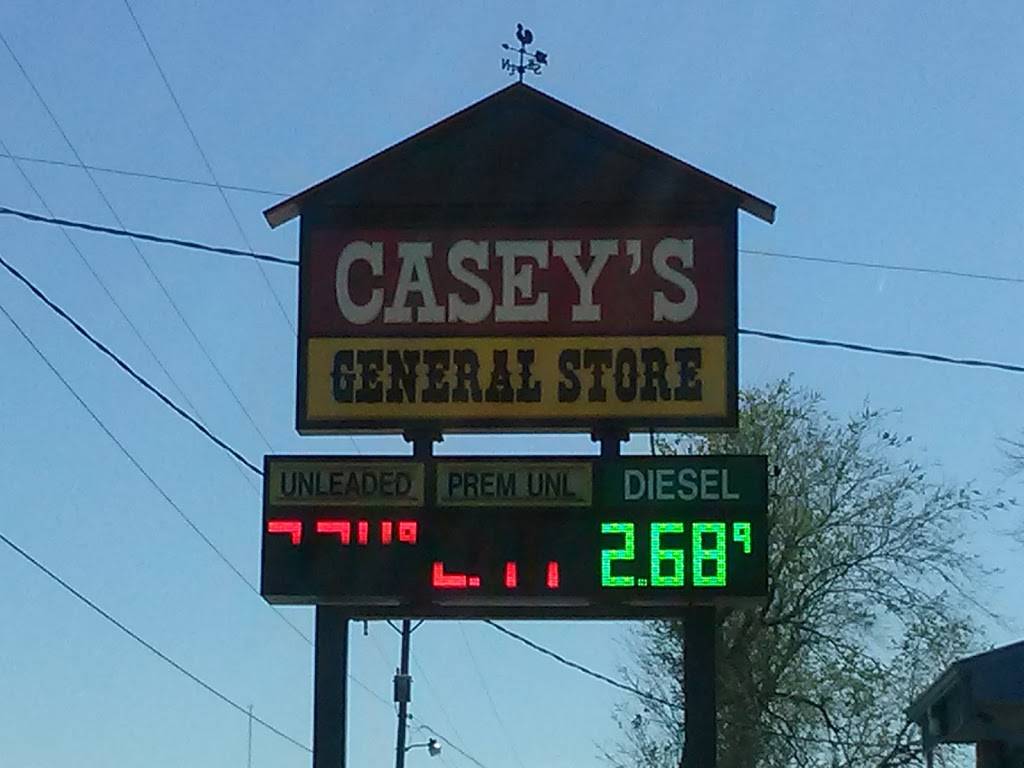 CASEY'S
GENERAL STORE
UNLEADED PREM UNL DIESEL
2.68 9